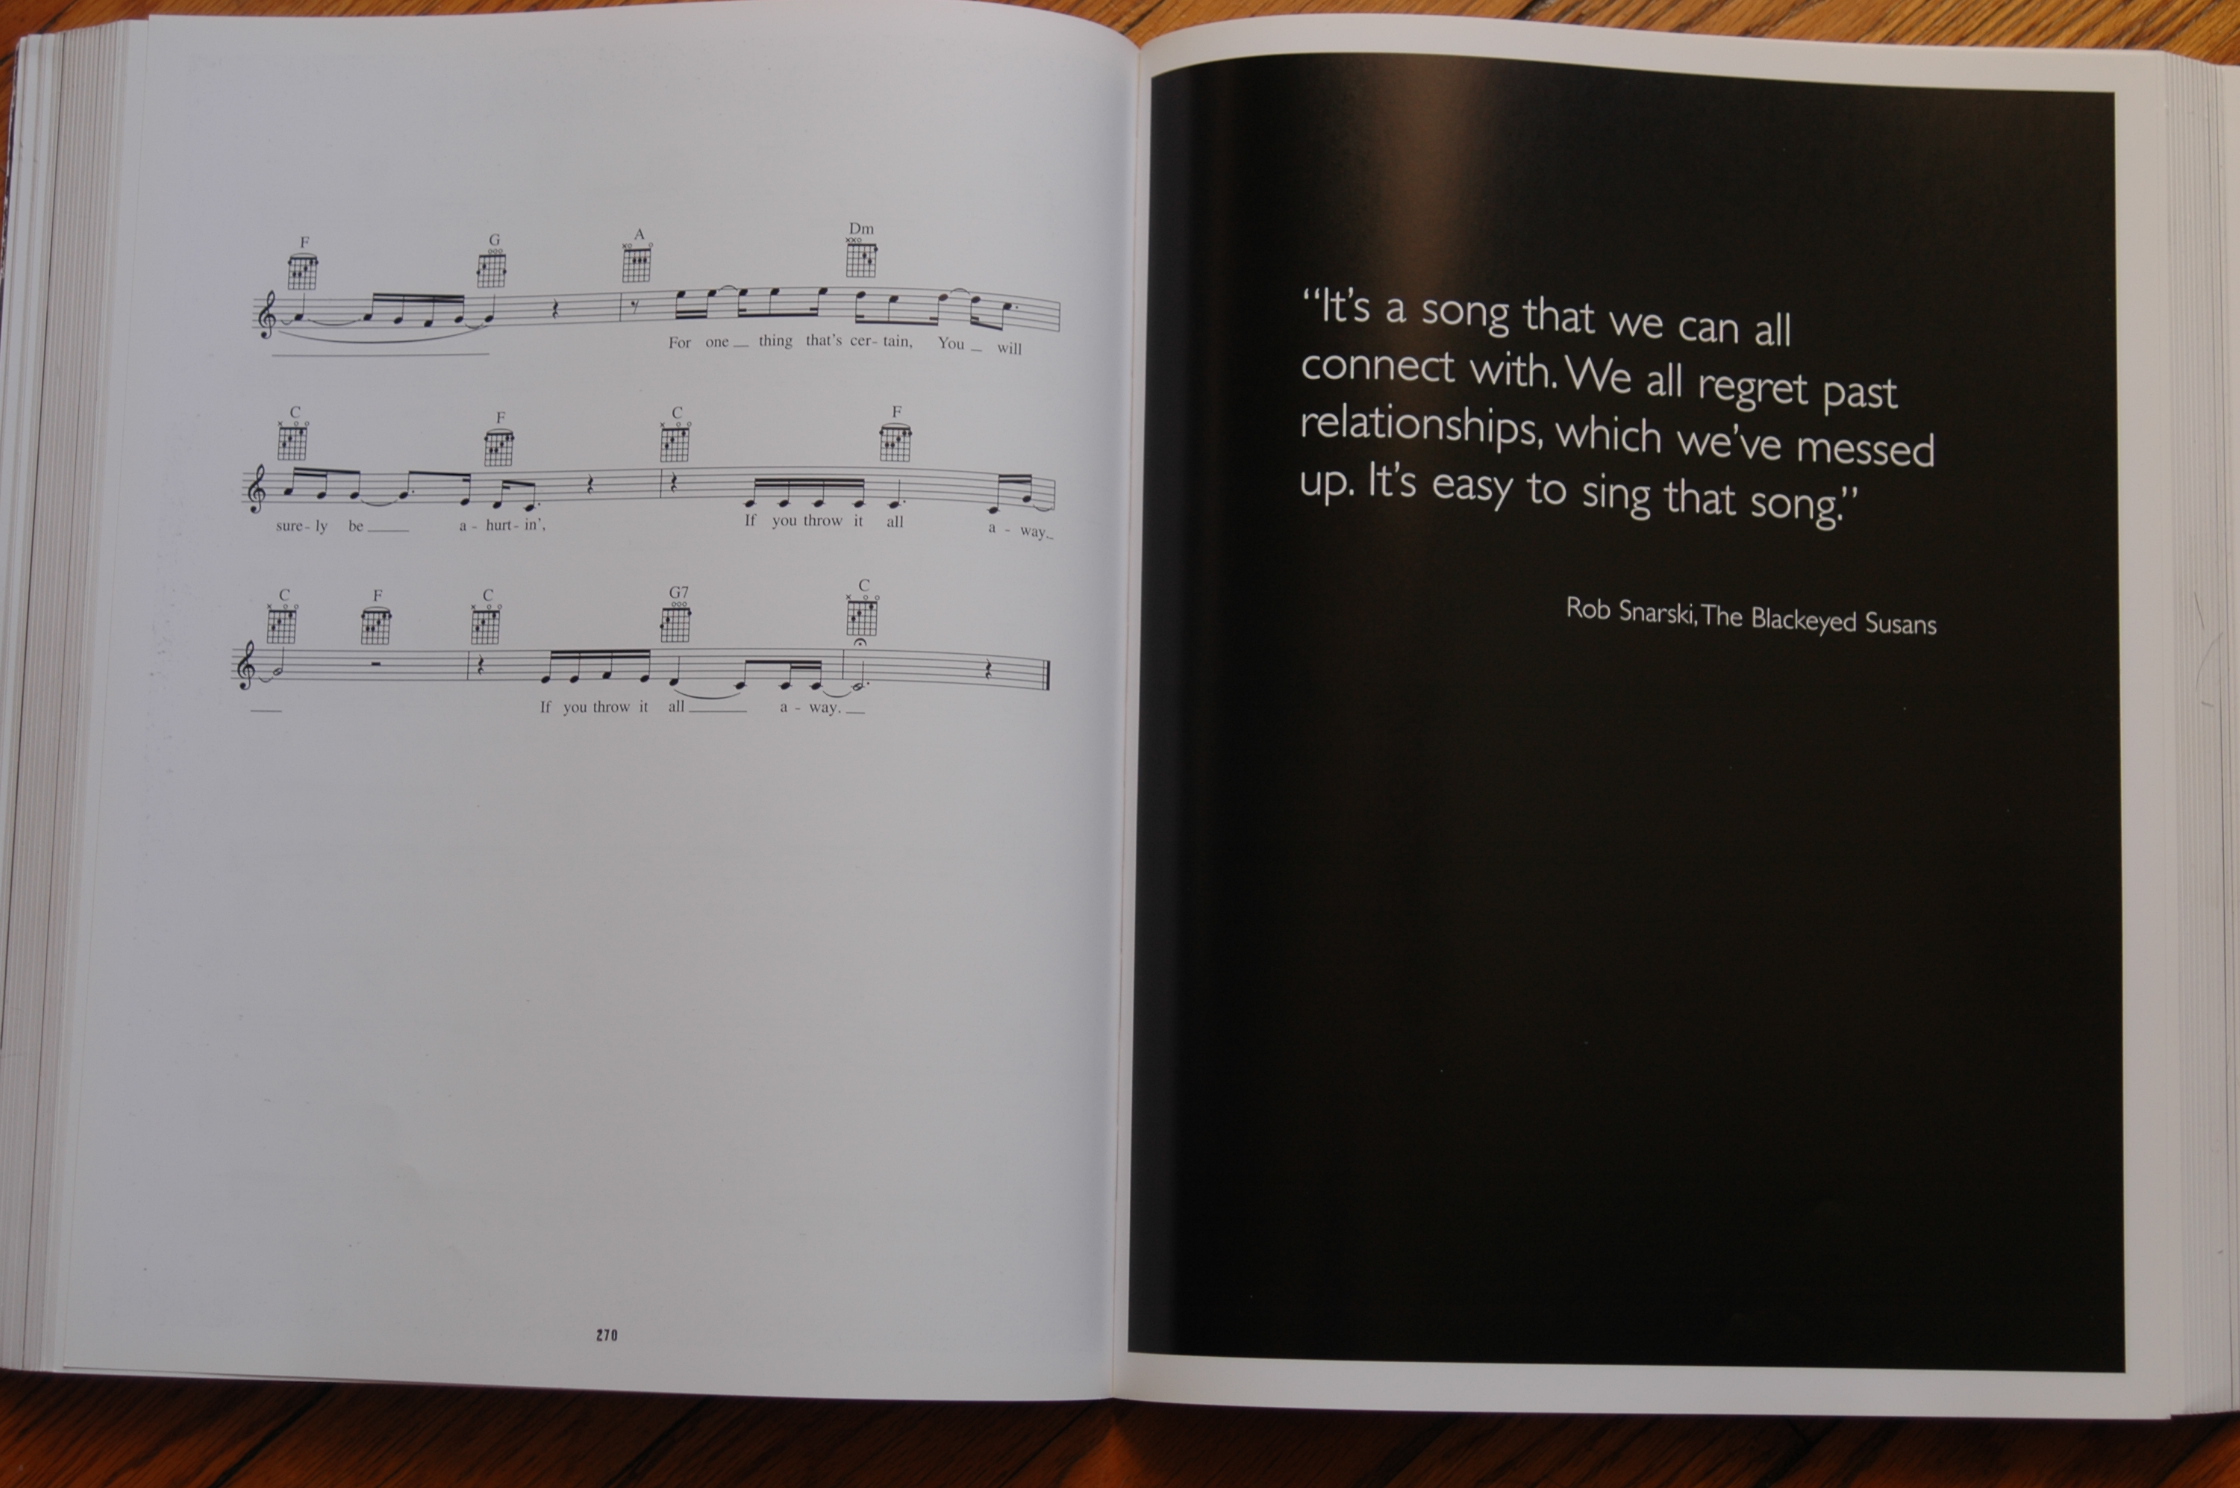 F G A Dm
For one __ thing that's cer- tain, You __ will
C F C F
sure- ly be ____ a - hurt- in', If you throw it all a - way._
C F C G7 C
If you throw it all ____ a - way. __
270
“It’s a song that we can all
connect with. We all regret past
relationships, which we’ve messed
up. It’s easy to sing that song.”
Rob Snarski, The Blackeyed Susans